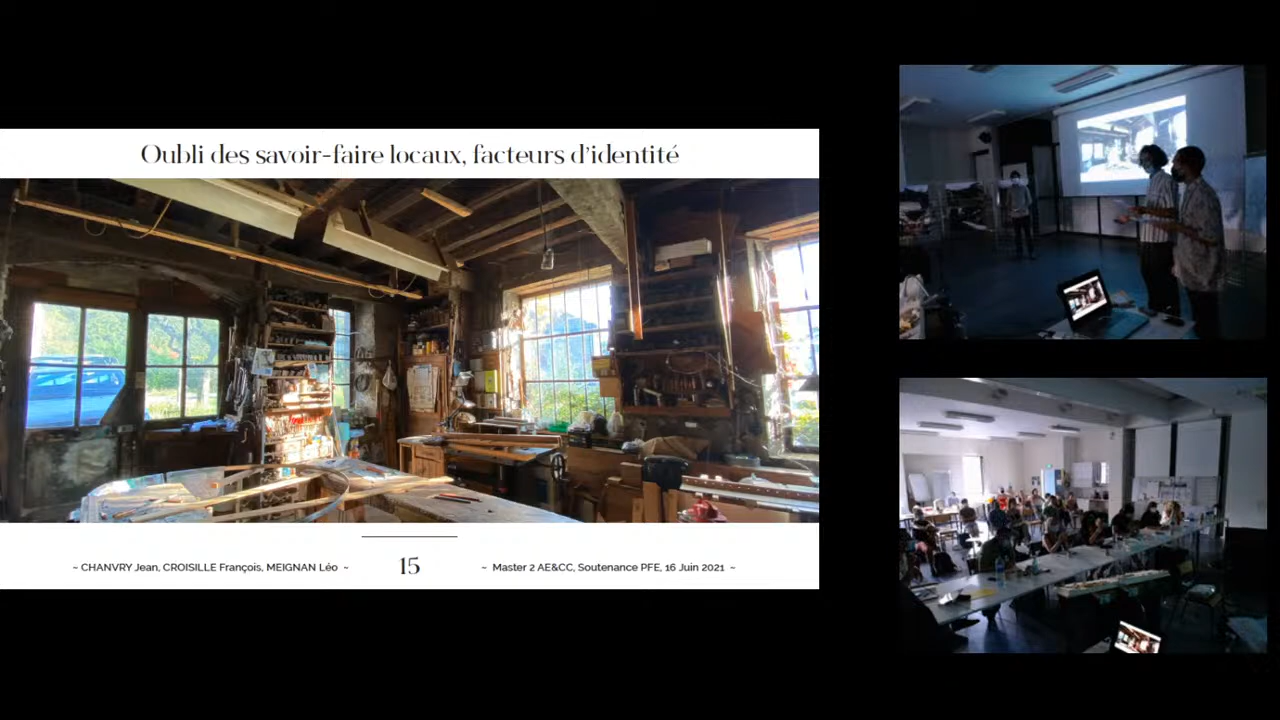 Oubli des savoir-faire locaux, facteurs d'identité
~ CHANVRY Jean, CROISILLE François, MEIGNAN Léo ~
15
~ Master 2 AE&CC, Soutenance PFE, 16 Juin 2021 ~